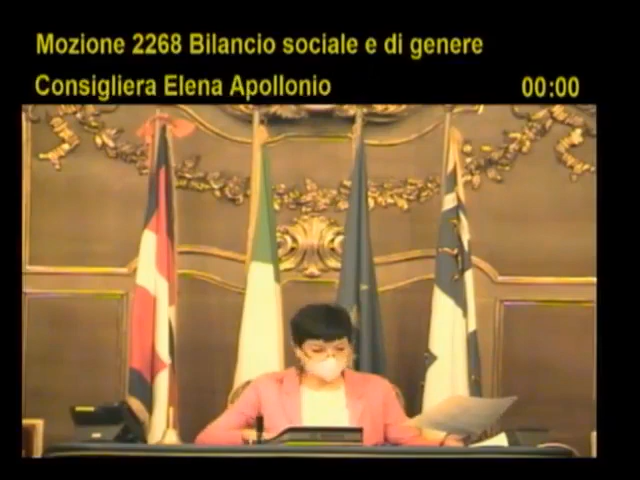 Mozione 2268 Bilancio sociale e di genere
Consigliera Elena Apollonio 00:00